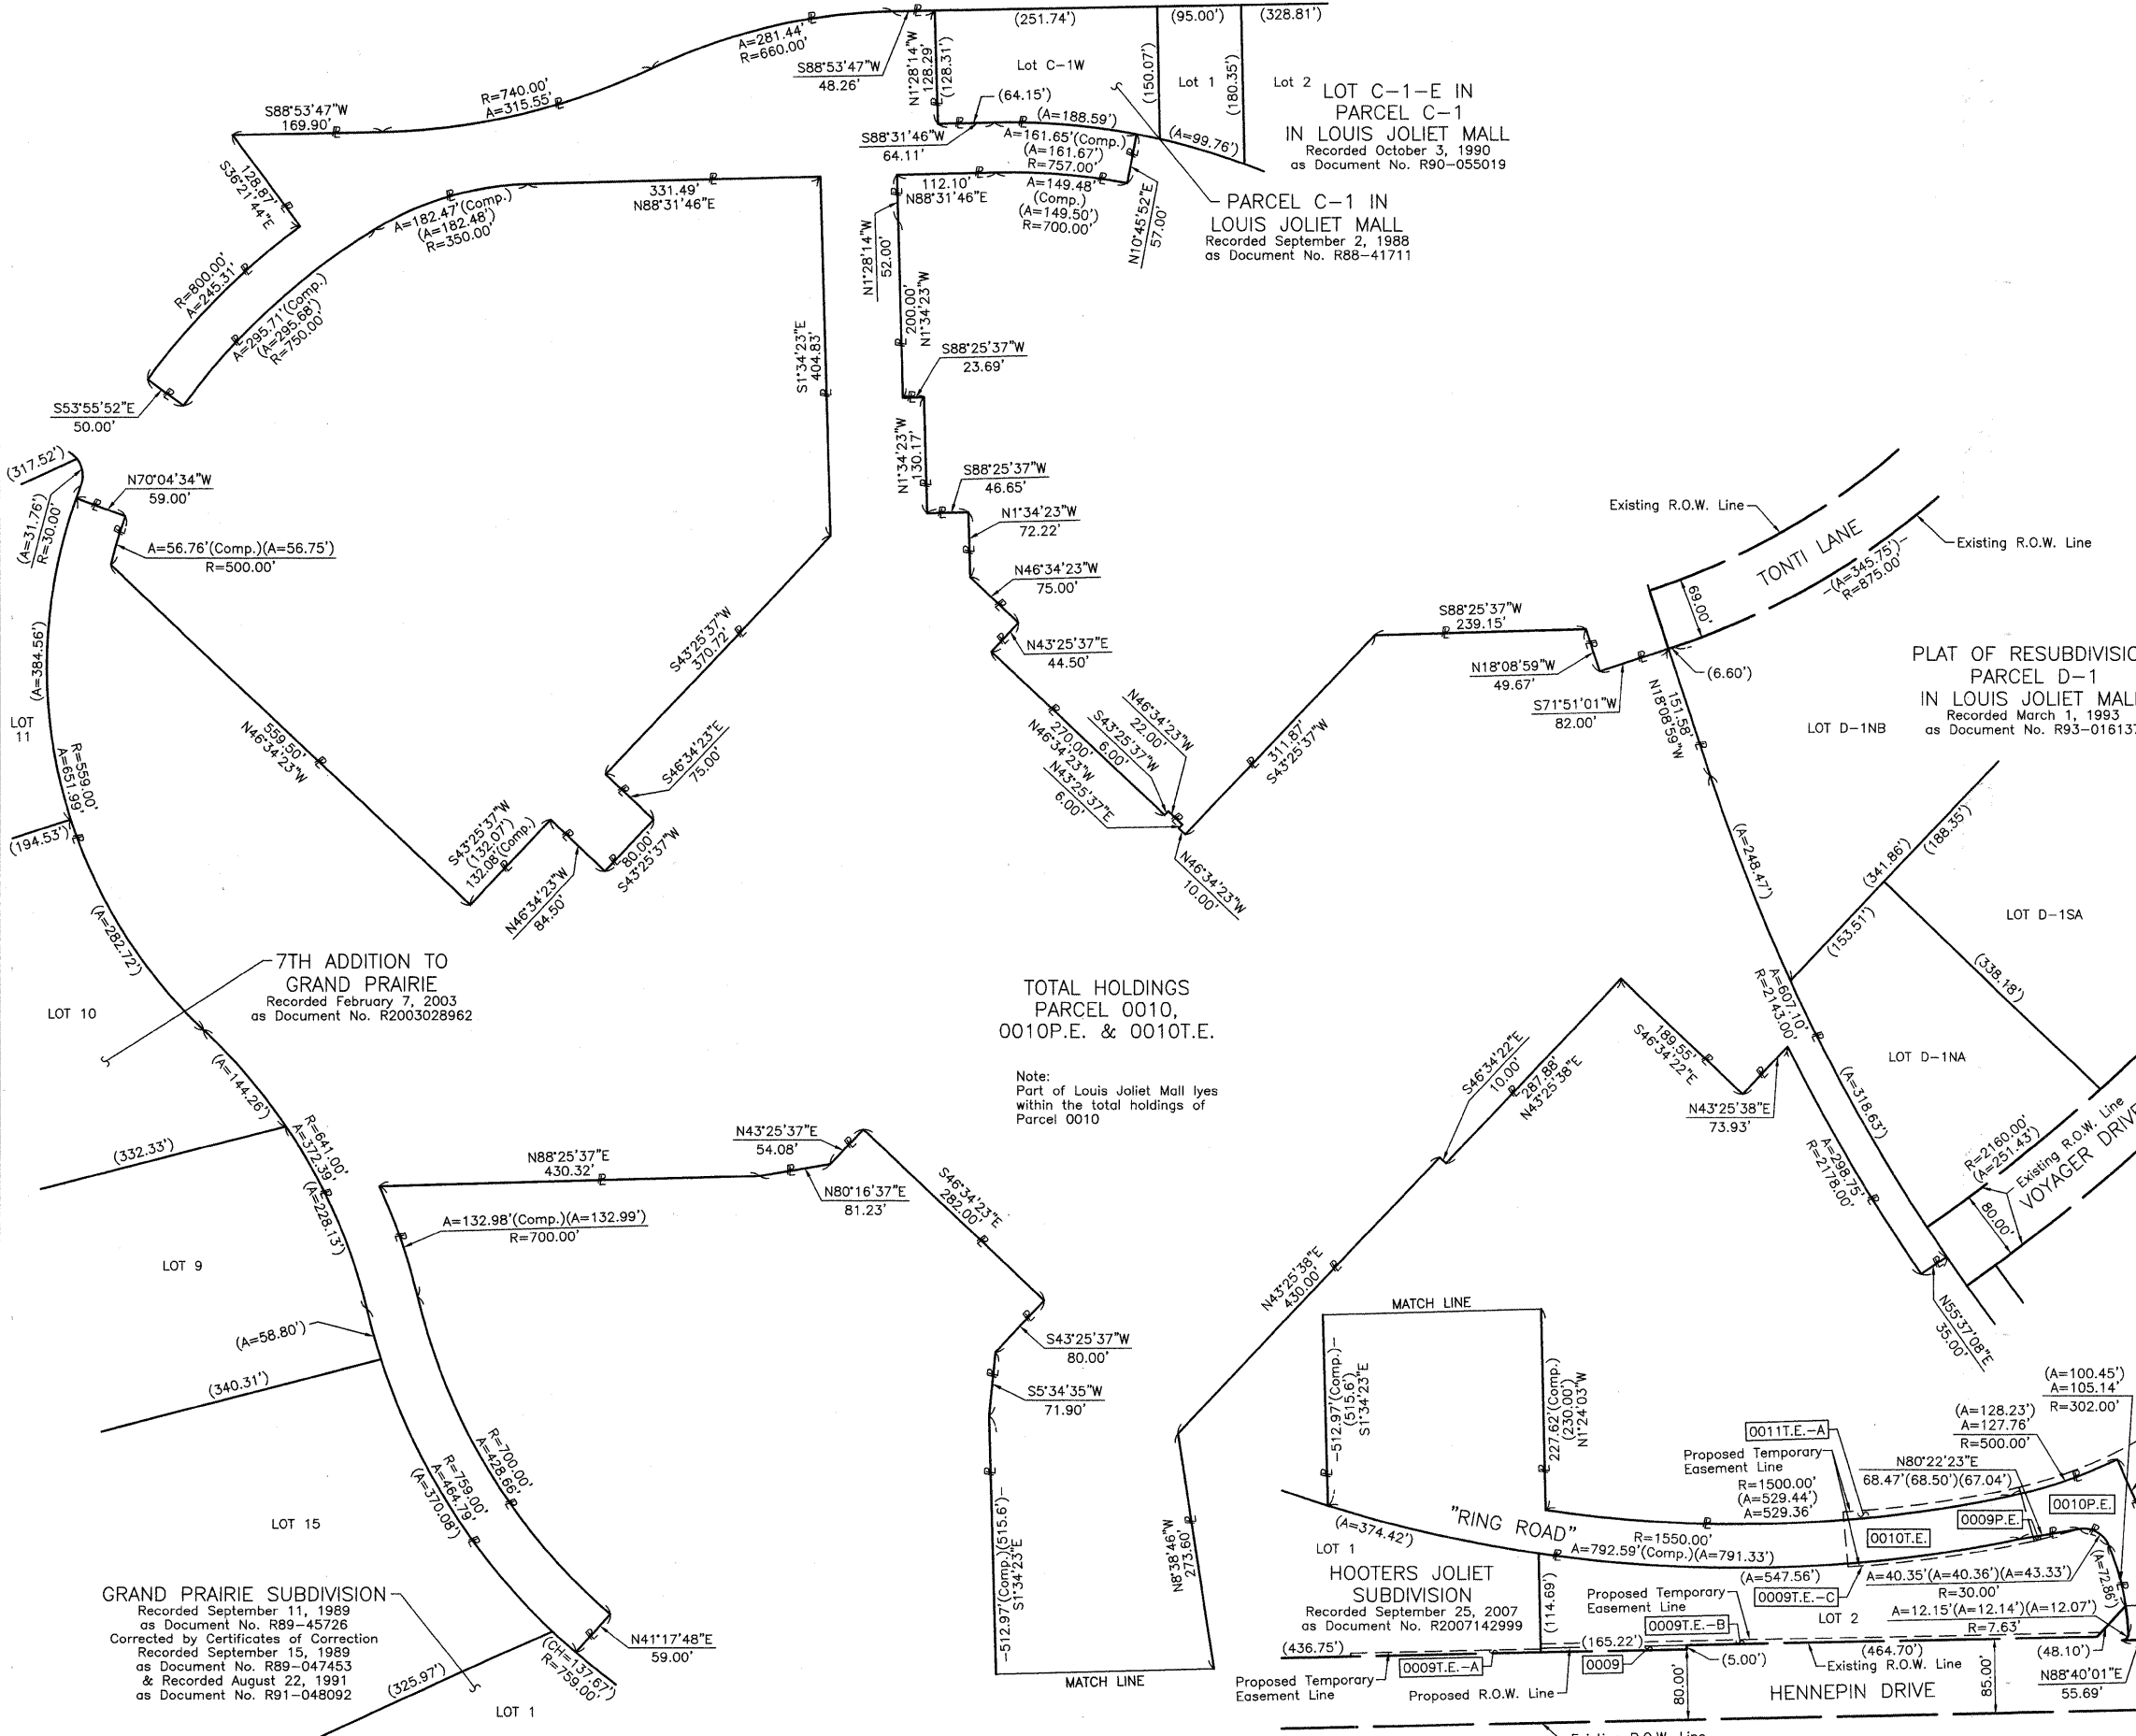 (251.74')
(95.00')
(328.81')
A=281.44'
R=660.00'
S88°53'47"W
48.26'
N1°28'14"W
128.29'
(128.31')
Lot C-1W
(150.07')
Lot 1
(180.35')
Lot 2
LOT C-1-E IN
PARCEL C-1
IN LOUIS JOLIET MALL
Recorded October 3, 1990
as Document No. R90-055019
S88°53'47"W
169.90'
R=740.00'
A=315.55'
(64.15')
(A=188.59')
(A=99.76')
S88°31'46"W
64.11'
A=161.65'(Comp.)
(A=161.67')
R=757.00'
128.87'
S36°21'44"E
A=182.47'(Comp.)
(A=182.48')
R=350.00'
331.49'
N88°31'46"E
112.10'
N88°31'46"E
A=149.48'
(Comp.)
(A=149.50')
R=700.00'
N10°45'52"E
57.00'
PARCEL C-1 IN
LOUIS JOLIET MALL
Recorded September 2, 1988
as Document No. R88-41711
R=800.00'
A=245.31'
A=295.71'(Comp.)
(A=295.68')
R=750.00'
N1°28'14"W
52.00'
200.00'
N1°34'23"W
S1°34'23"E
404.83'
S88°25'37"W
23.69'
S53°55'52"E
50.00'
N1°34'23"W
130.17'
S88°25'37"W
46.65'
(317.52')
N70°04'34"W
59.00'
(A=31.76')
R=30.00'
A=56.76'(Comp.)(A=56.75')
R=500.00'
N1°34'23"W
72.22'
N46°34'23"W
75.00'
Existing R.O.W. Line
TONTI LANE
Existing R.O.W. Line
-(A=345.75')-
R=875.00'
69.00'
(A=384.56')
S43°25'37"W
370.72'
N43°25'37"E
44.50'
S88°25'37"W
239.15'
N18°08'59"W
49.67'
(6.60')
S71°51'01"W
82.00'
151.58'
N18°08'59"W
PLAT OF RESUBDIVISIO
PARCEL D-1
IN LOUIS JOLIET MALL
Recorded March 1, 1993
as Document No. R93-016137
LOT D-1NB
LOT
11
R=559.00'
A=651.99'
559.50'
N46°34'23"W
S46°34'23"E
75.00'
270.00'
N46°34'23"W
N46°34'23"W
22.00'
S43°25'37"W
6.00'
N43°25'37"E
6.00'
311.87'
S43°25'37"W
N46°34'23"W
10.00'
(194.53')
S43°25'37"W
(132.07')
132.08'(Comp.)
80.00'
S43°25'37"W
N46°34'23"W
84.50'
(A=248.47')
(341.86')
(188.35')
(153.51')
LOT D-1SA
(338.18')
(A=282.72')
7TH ADDITION TO
GRAND PRAIRIE
Recorded February 7, 2003
as Document No. R2003028962
LOT 10
TOTAL HOLDINGS
PARCEL 0010,
0010P.E. & 0010T.E.
Note:
Part of Louis Joliet Mall lyes
within the total holdings of
Parcel 0010
S46°34'22"E
10.00'
287.88'
N43°25'38"E
189.55'
S46°34'22"E
N43°25'38"E
73.93'
A=607.10'
R=2143.00'
LOT D-1NA
(A=318.63')
A=298.75'
R=2178.00'
R=2160.00'
(A=251.43')
Existing R.O.W. Line
VOYAGER DRIVE
80.00'
N55°37'08"E
35.00'
(A=144.26')
(332.33')
R=641.00'
A=372.39'
(A=228.13')
N88°25'37"E
430.32'
N43°25'37"E
54.08'
N80°16'37"E
81.23'
S46°34'23"E
282.00'
A=132.98'(Comp.)(A=132.99')
R=700.00'
LOT 9
(A=58.80')
(340.31')
S43°25'37"W
80.00'
S5°34'35"W
71.90'
N43°25'38"E
430.00'
MATCH LINE
-512.97'(Comp.)-
(515.6')
S1°34'23"E
227.62'(Comp.)
(230.00')
N1°24'03"W
(A=100.45')
A=105.14'
R=302.00'
(A=128.23')
A=127.76'
R=500.00'
0011T.E.-A
Proposed Temporary
Easement Line
R=1500.00'
(A=529.44')
A=529.36'
N80°22'23"E
68.47'(68.50')(67.04')
0010P.E.
0009P.E.
0010T.E.
R=700.00'
A=428.66'
R=759.00'
A=464.79'
(A=370.08')
LOT 15
-512.97'(Comp.)(515.6')-
S1°34'23"E
N8°38'46"W
273.60'
MATCH LINE
(A=374.42')
"RING ROAD"
R=1550.00'
A=792.59'(Comp.)(A=791.33')
(A=547.56')
0009T.E.-C
LOT 1
HOOTERS JOLIET
SUBDIVISION
Recorded September 25, 2007
as Document No. R2007142999
(114.69')
Proposed Temporary
Easement Line
0009T.E.-B
A=40.35'(A=40.36')(A=43.33')
R=30.00'
(A=72.86')
LOT 2
A=12.15'(A=12.14')(A=12.07')
R=7.63'
(436.75')
(165.22')
(464.70')
(48.10')
0009T.E.-A
0009
(5.00')
Existing R.O.W. Line
N88°40'01"E
55.69'
Proposed Temporary
Easement Line
Proposed R.O.W. Line
80.00'
HENNEPIN DRIVE
85.00'
GRAND PRAIRIE SUBDIVISION
Recorded September 11, 1989
as Document No. R89-45726
Corrected by Certificates of Correction
Recorded September 15, 1989
as Document No. R89-047453
& Recorded August 22, 1991
as Document No. R91-048092
N41°17'48"E
59.00'
(CH=137.67')
R=759.00'
(325.97')
LOT 1
Existing R.O.W. Line